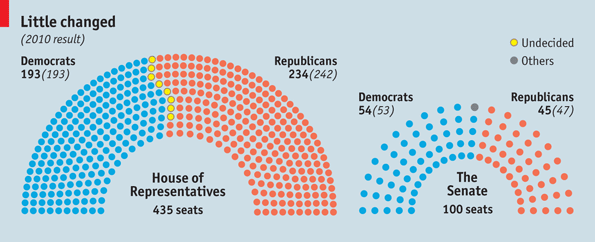 Little changed
(2010 result)
Democrats
193(193)
Republicans
234(242)
House of
Representatives
435 seats
Undecided
Others
Democrats
54(53)
Republicans
45(47)
The
Senate
100 seats